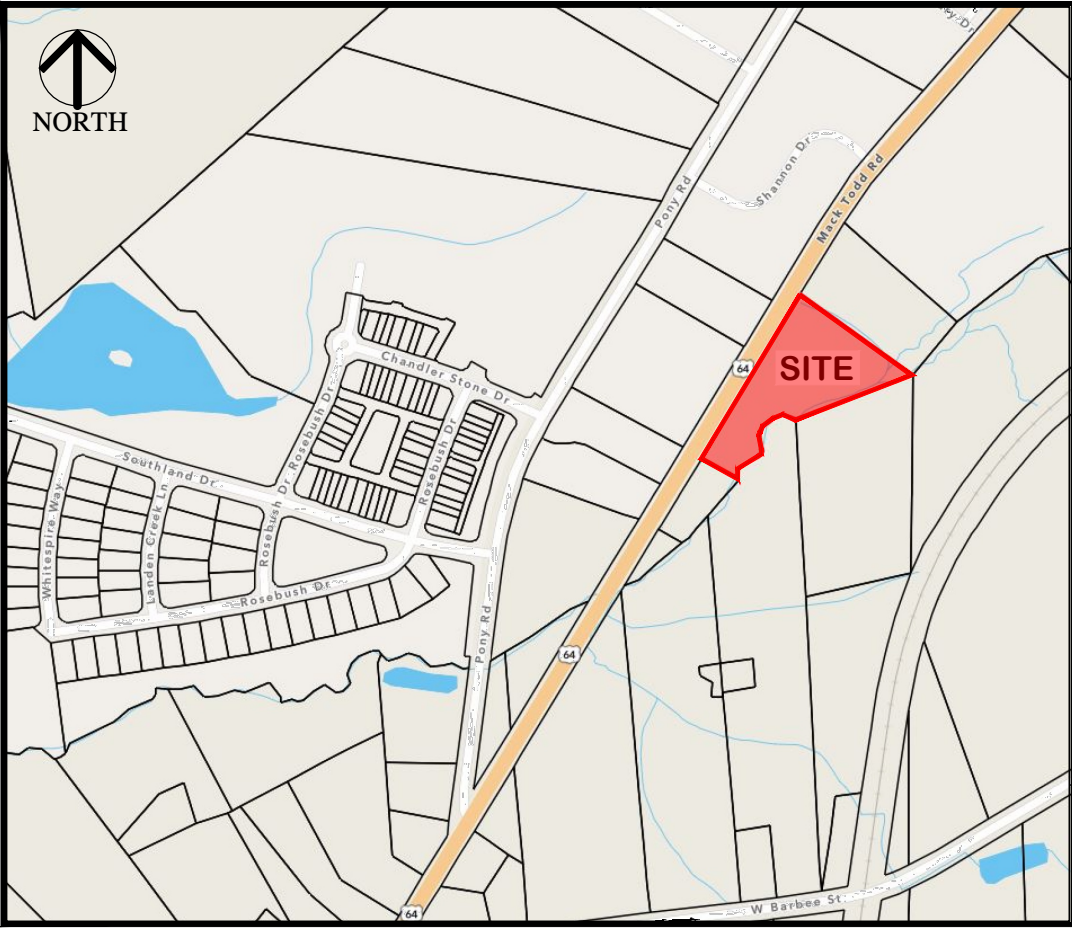 NORTH
Pony Rd
Shannon Dr
Mack Todd Rd
64
SITE
Chandler Stone Dr
Rosebush Dr
Rosebush Dr
Southland Dr
Whitespire Way
Landen Creek Ln
Rosebush Dr
Rosebush Dr
Pony Rd
64
W Barbee St
64